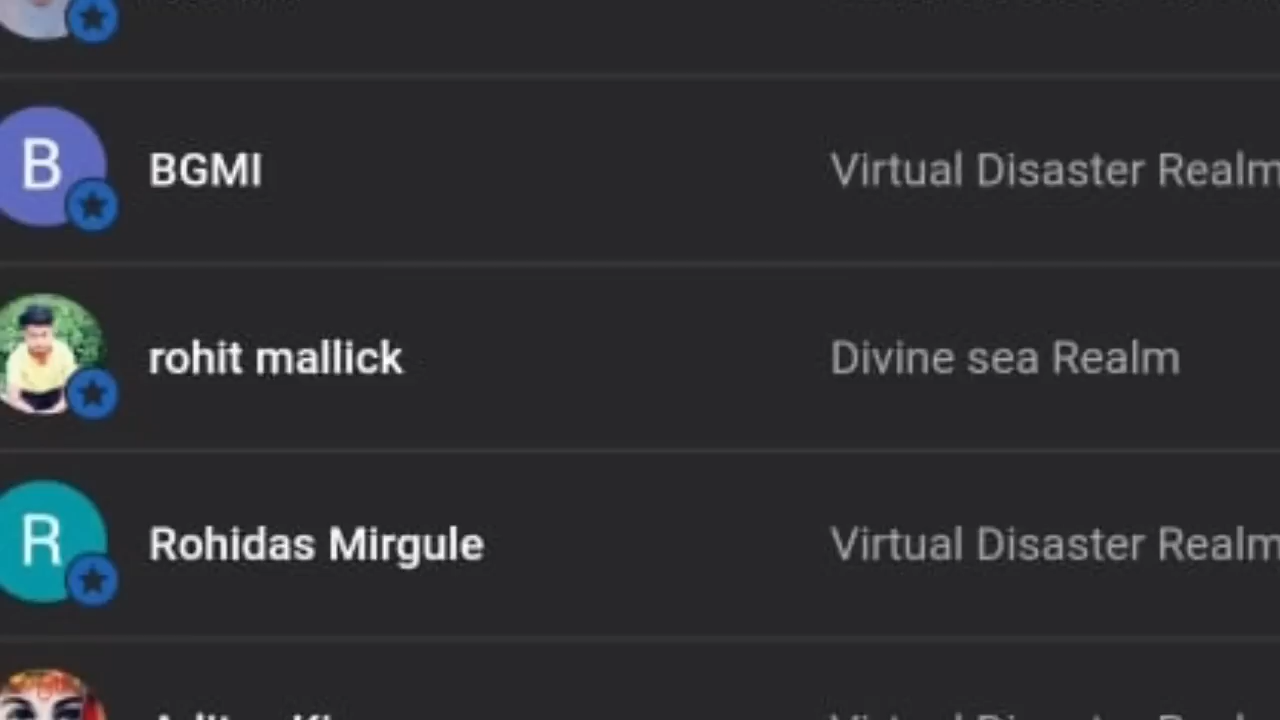 B
BGMI
Virtual Disaster Realm
rohit mallick
Divine sea Realm
R
Rohidas Mirgule
Virtual Disaster Realm